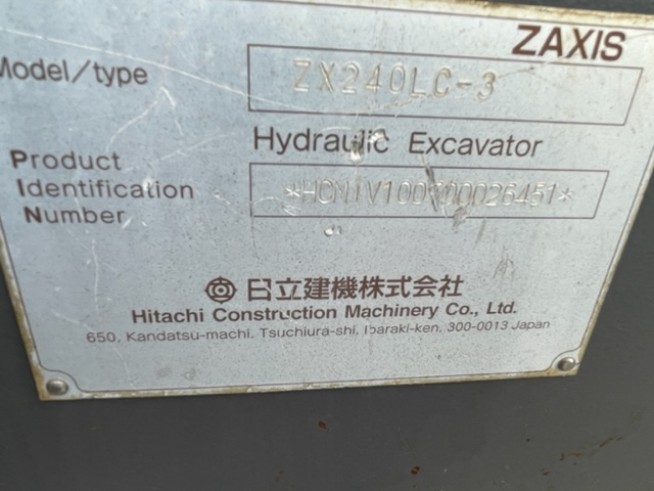 ZAXIS
Model/type ZX240LC-3
Hydraulic Excavator
Product
Identification
Number
日立建機株式会社
Hitachi Construction Machinery Co., Ltd.
650, Kandatsu-machi, Tsuchiura-shi, Ibaraki-ken, 300-0013 Japan